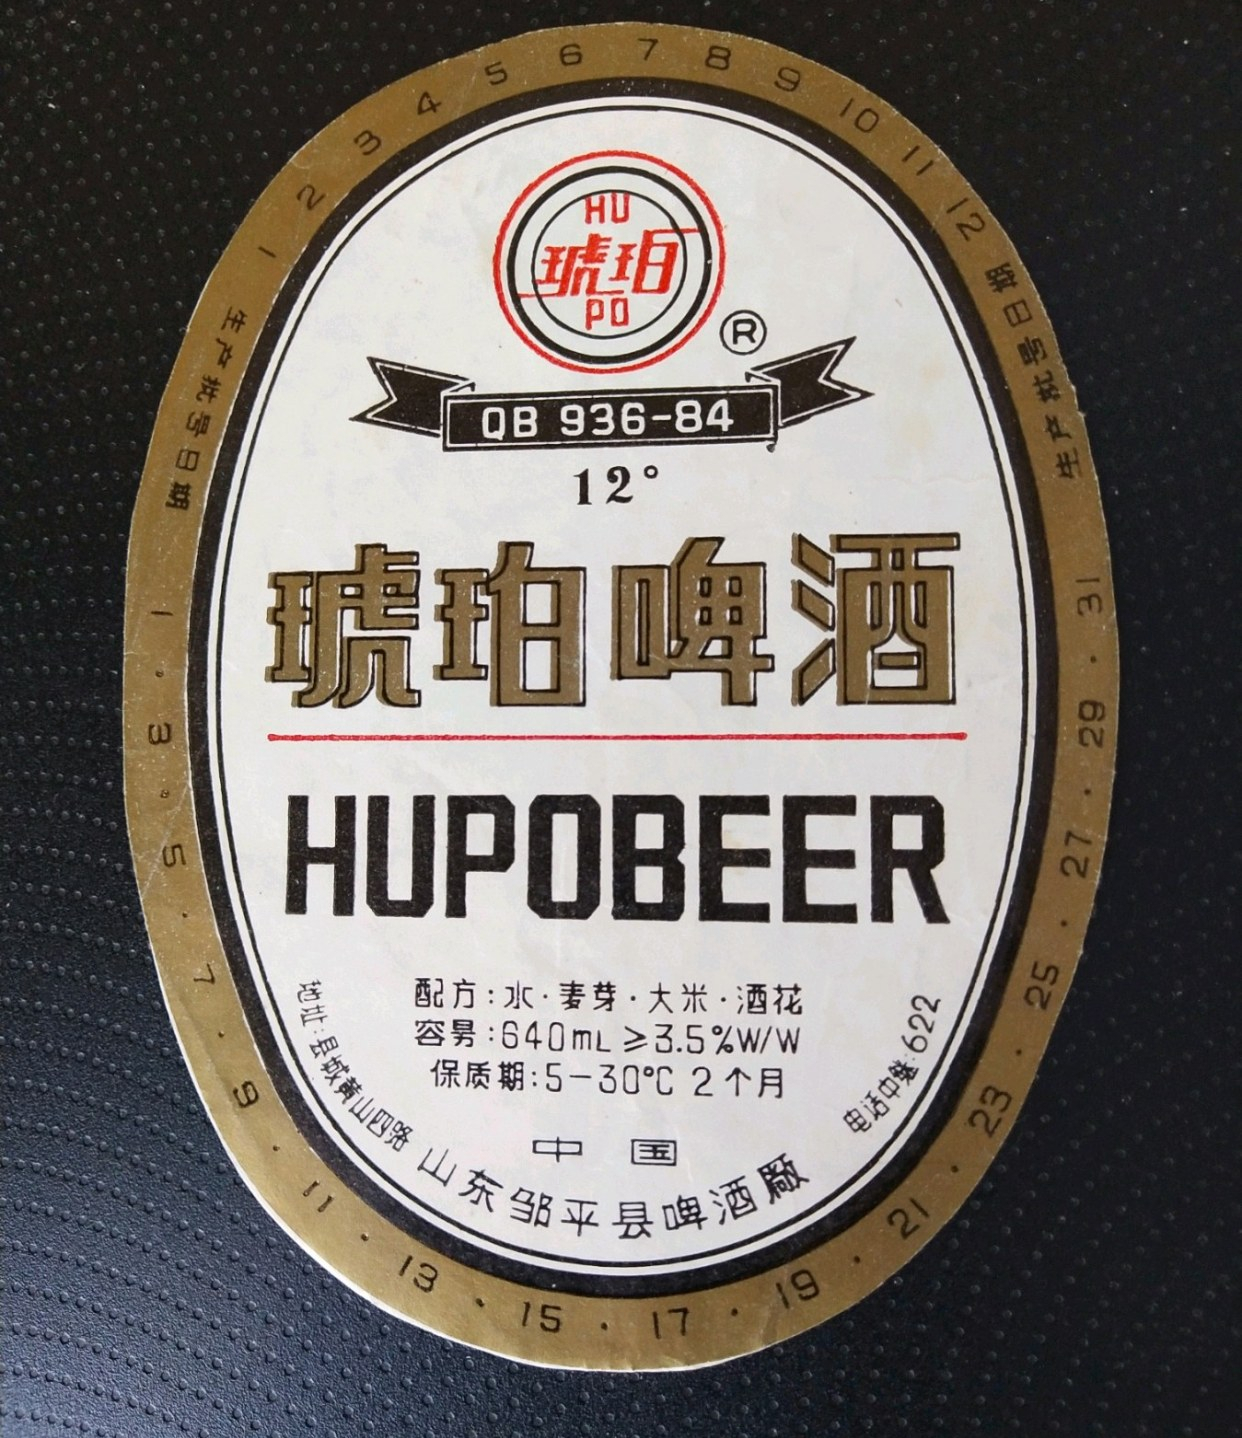 1 2 3 4 5 6 7 8 9 10 11 12
生产批号日期
生产批号日期
HU
琥珀
PO
®
QB 936-84
12°
琥珀啤酒
HUPOBEER
配方:水·麦芽·大米·酒花
容易:640mL ≥3.5%W/W
保质期:5-30℃ 2个月
地址:县城黄山四路
电话中继:622
中国
山东邹平县啤酒廠
1·3·5·7·9·11·13·15·17·19·21·23·25·27·29·31